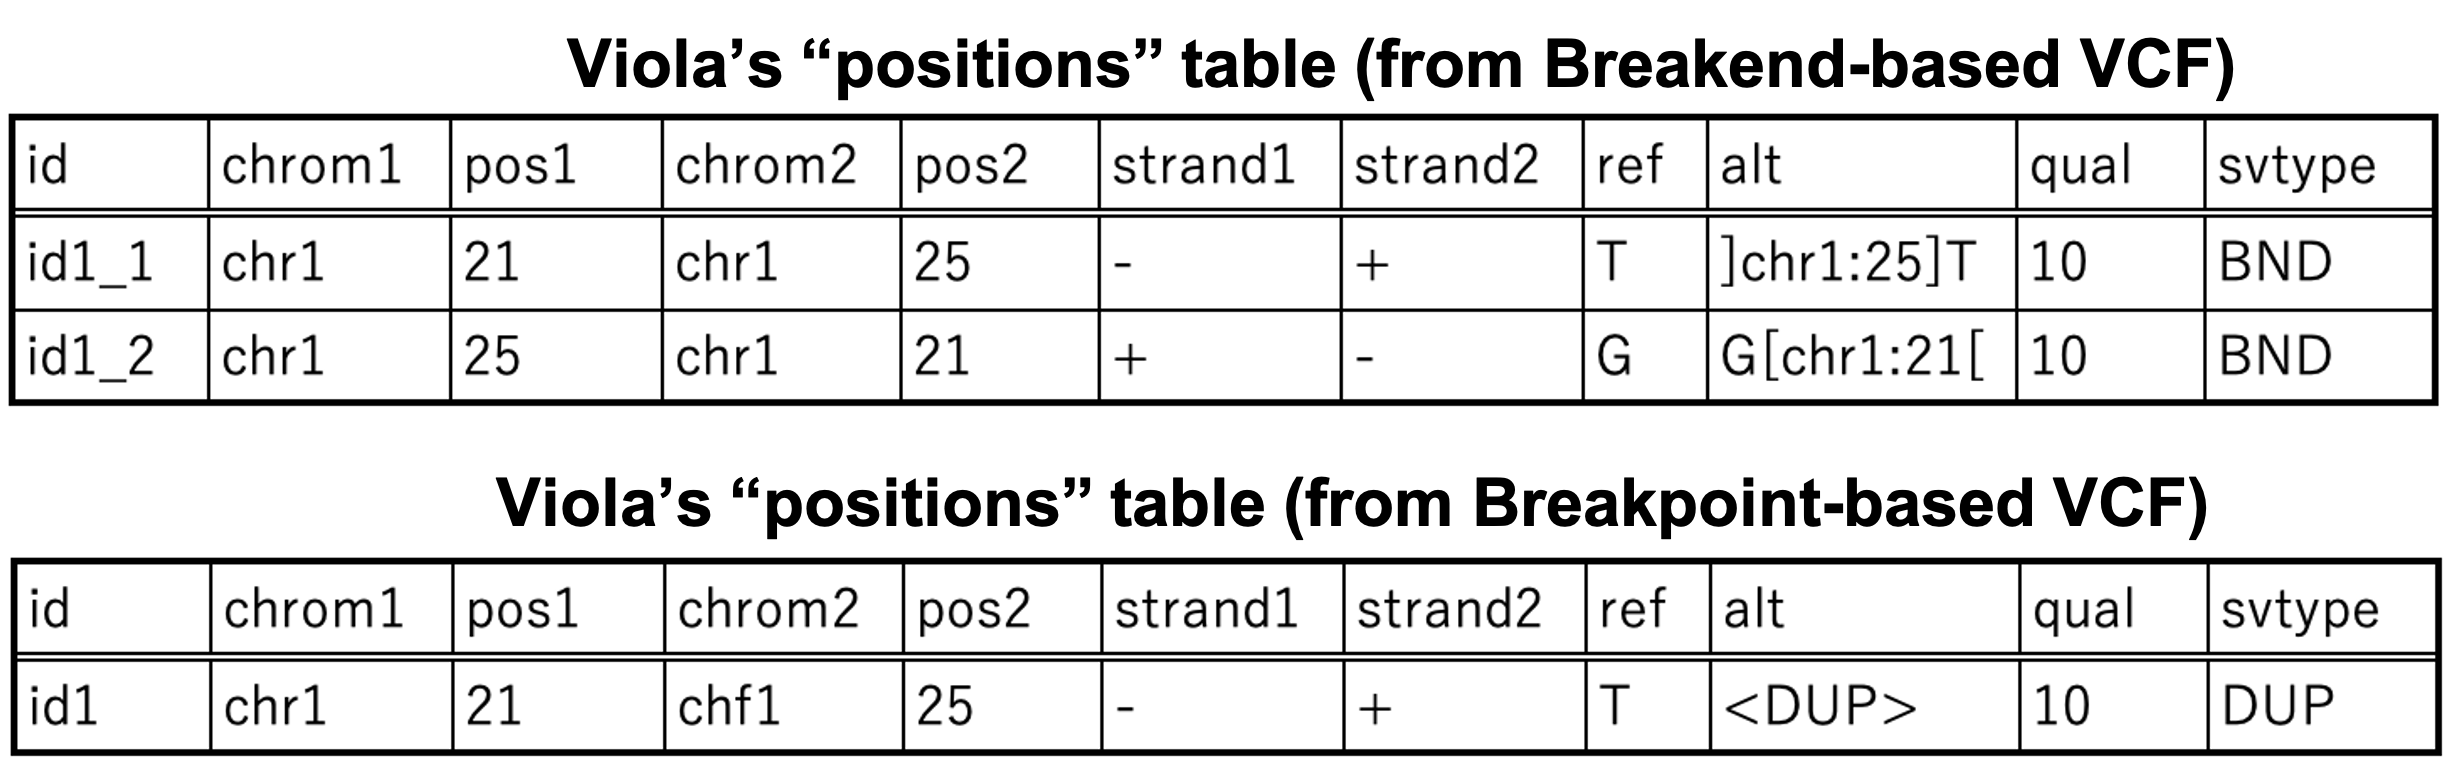 Viola’s “positions” table (from Breakend-based VCF)
id chrom1 pos1 chrom2 pos2 strand1 strand2 ref alt qual svtype
id1_1 chr1 21 chr1 25 - + T ]chr1:25]T 10 BND
id1_2 chr1 25 chr1 21 + - G G[chr1:21[ 10 BND
Viola’s “positions” table (from Breakpoint-based VCF)
id chrom1 pos1 chrom2 pos2 strand1 strand2 ref alt qual svtype
id1 chr1 21 chf1 25 - + T <DUP> 10 DUP